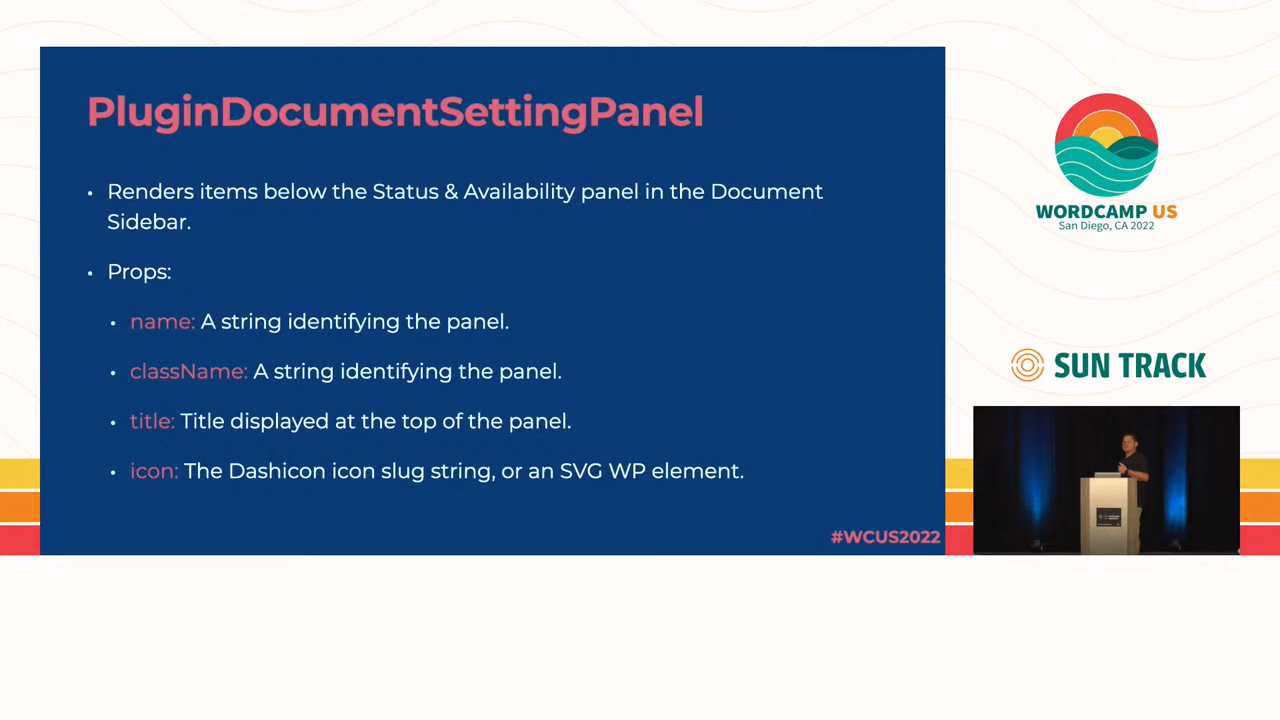 PluginDocumentSettingPanel
• Renders items below the Status & Availability panel in the Document
Sidebar.
• Props:
• name: A string identifying the panel.
• className: A string identifying the panel.
• title: Title displayed at the top of the panel.
• icon: The Dashicon icon slug string, or an SVG WP element.
#WCUS2022
WORDCAMP US
San Diego, CA 2022
SUN TRACK